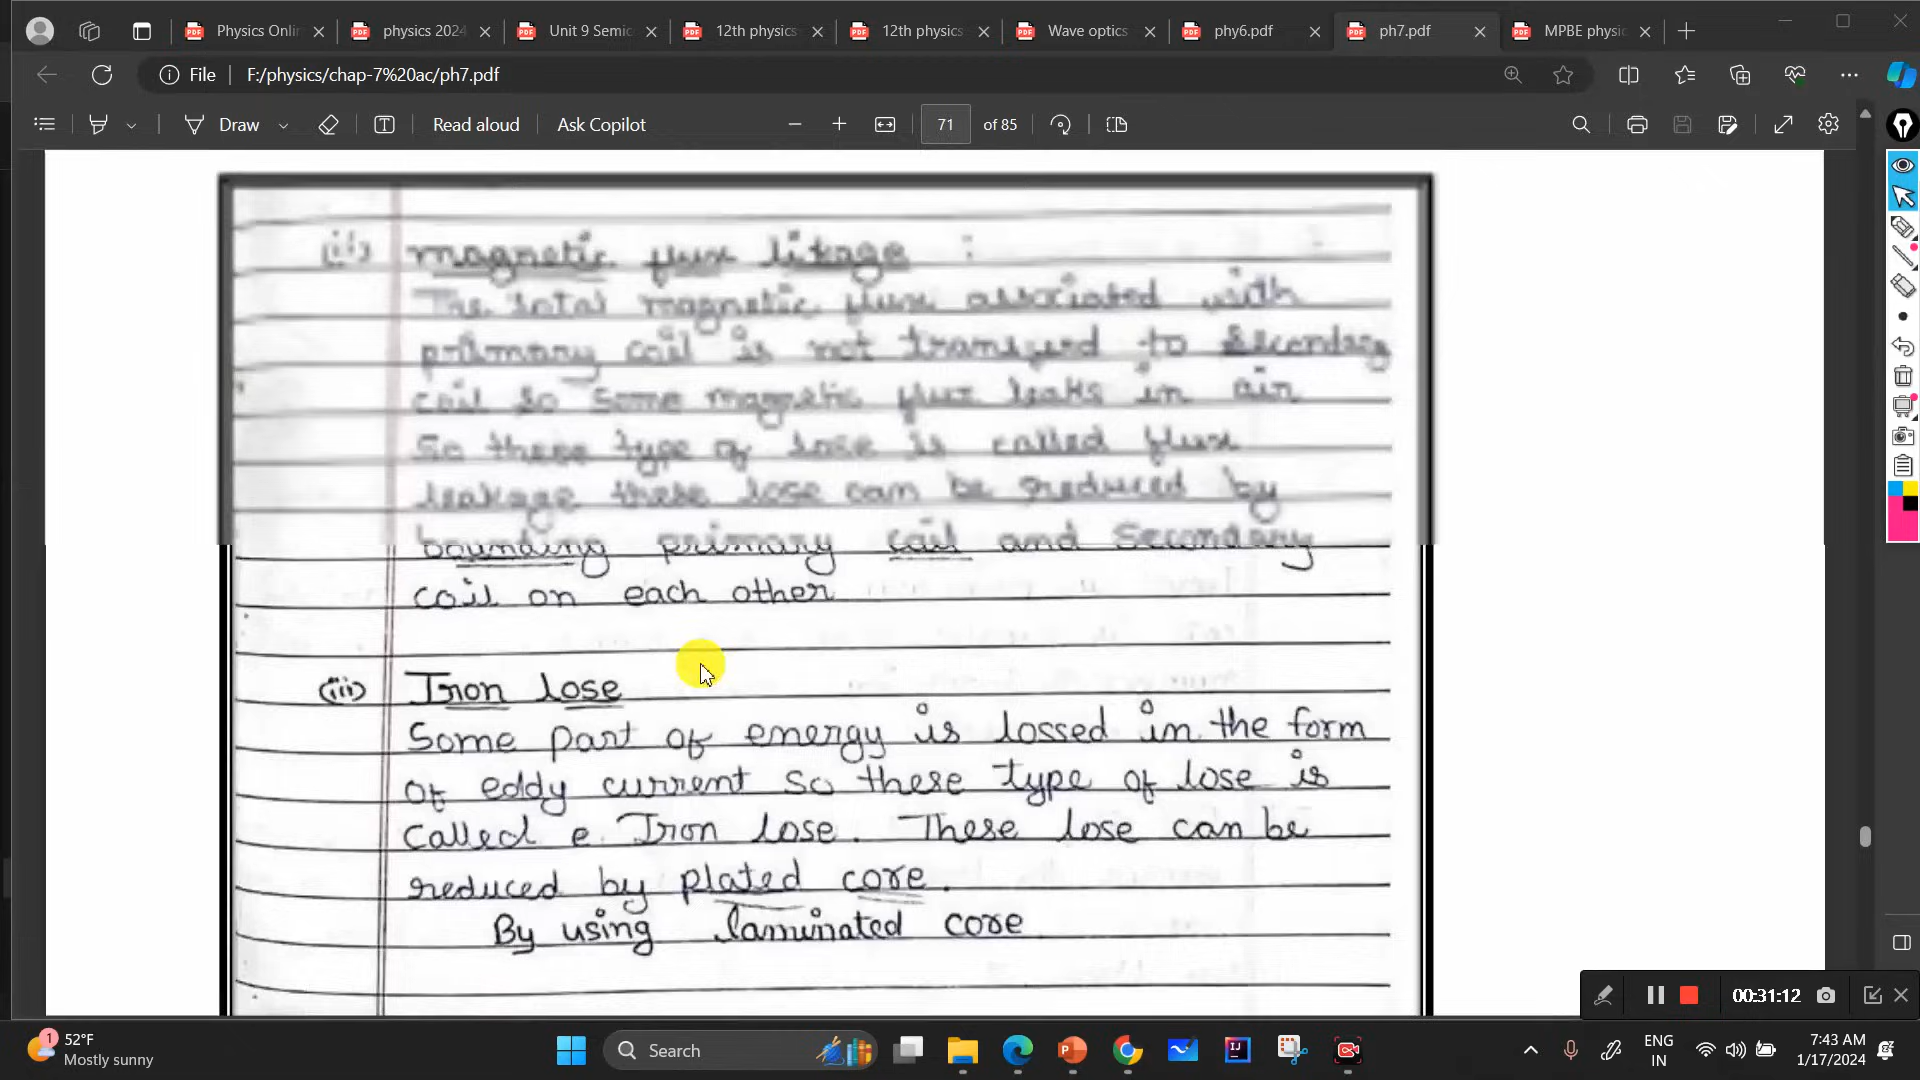 Physics Onlin
physics 2024
Unit 9 Semic
12th physics
12th physics
Wave optics
phy6.pdf
ph7.pdf
MPBE physic
File
F:/physics/chap-7%20ac/ph7.pdf
Draw
Read aloud
Ask Copilot
71
of 85
(ii) magnetic flux likage :
The total magnetic flux associated with
primary coil is not transferd to Secondary
coil so some magnetic flux leaks in air
So these type of lose is called flux
leakage these lose can be reduced by
bounding primary coil and Secondary
coil on each other
(iii) Iron lose
Some part of energy is lossed in the form
of eddy current so these type of lose is
called e. Iron lose. These lose can be
reduced by plated core.
By using laminated core
00:31:12
1
52°F
Mostly sunny
Search
ENG
IN
7:43 AM
1/17/2024